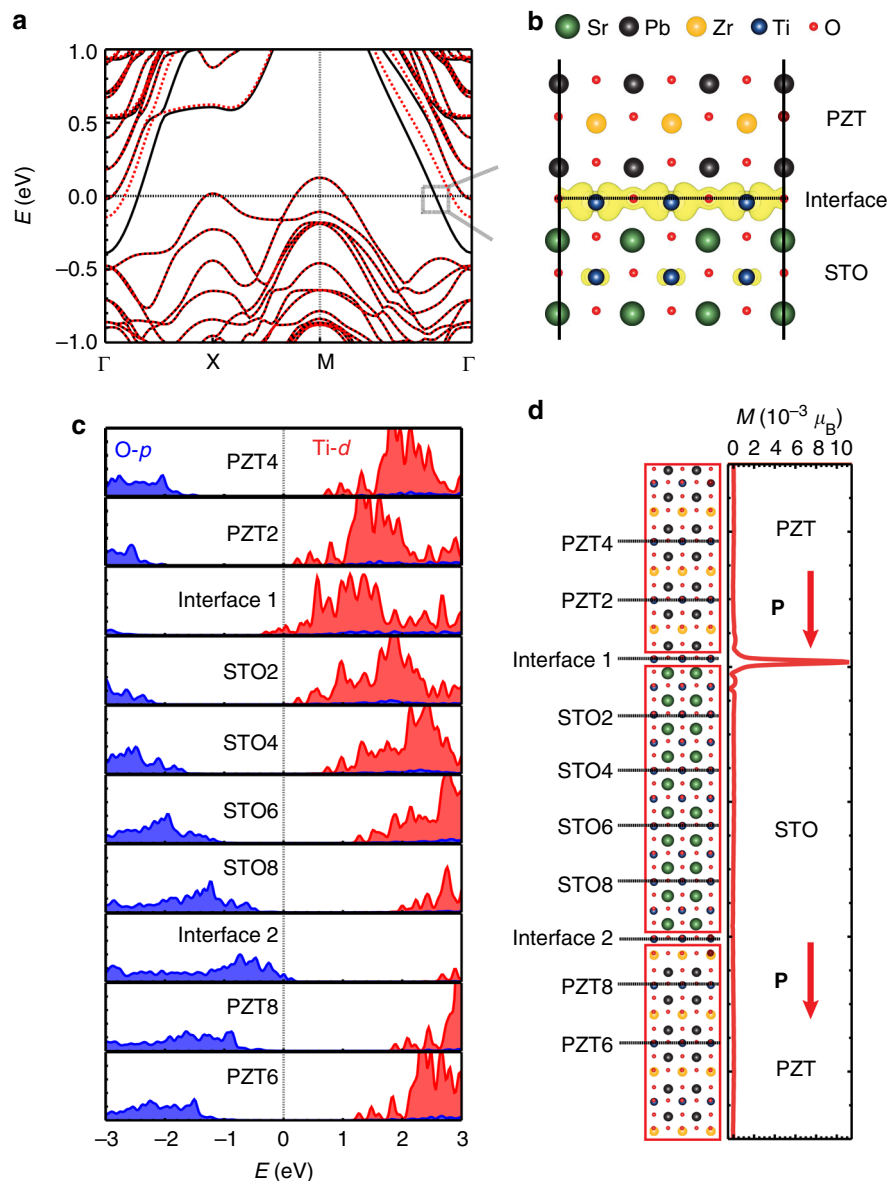 a
1.0
0.5
0.0
−0.5
−1.0
E (eV)
Γ X M Γ
b
Sr Pb Zr Ti O
PZT
Interface
STO
c
O-p Ti-d
PZT4
PZT2
Interface 1
STO2
STO4
STO6
STO8
Interface 2
PZT8
PZT6
−3 −2 −1 0 1 2 3
E (eV)
d
M (10⁻³ μB)
0 2 4 6 8 10
PZT4
PZT2
Interface 1
STO2
STO4
STO6
STO8
Interface 2
PZT8
PZT6
PZT
P
STO
P
PZT